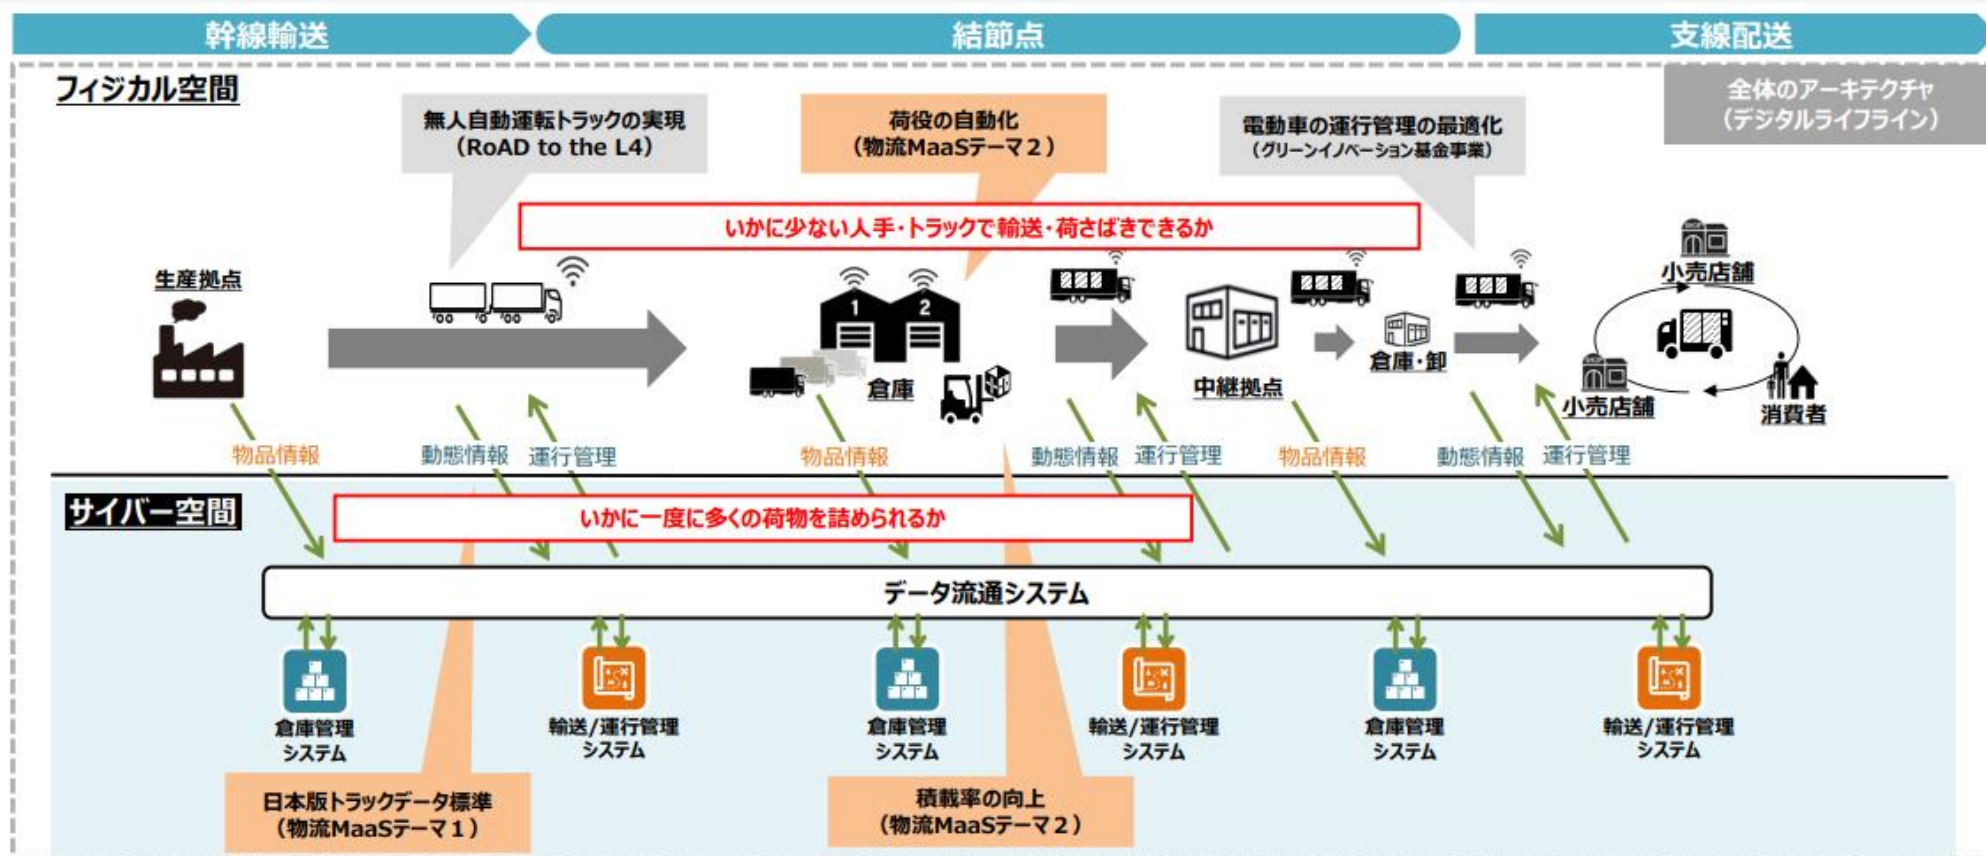 幹線輸送
結節点
支線配送
フィジカル空間
全体のアーキテクチャ
（デジタルライフライン）
無人自動運転トラックの実現
（RoAD to the L4）
荷役の自動化
（物流MaaSテーマ２）
電動車の運行管理の最適化
（グリーンイノベーション基金事業）
いかに少ない人手・トラックで輸送・荷さばきできるか
生産拠点
1
2
倉庫
中継拠点
倉庫・卸
SHOP
小売店舗
SHOP
小売店舗
消費者
物品情報
動態情報
運行管理
物品情報
動態情報
運行管理
物品情報
動態情報
運行管理
サイバー空間
いかに一度に多くの荷物を詰められるか
データ流通システム
倉庫管理
システム
輸送/運行管理
システム
倉庫管理
システム
輸送/運行管理
システム
倉庫管理
システム
輸送/運行管理
システム
日本版トラックデータ標準
（物流MaaSテーマ１）
積載率の向上
（物流MaaSテーマ２）